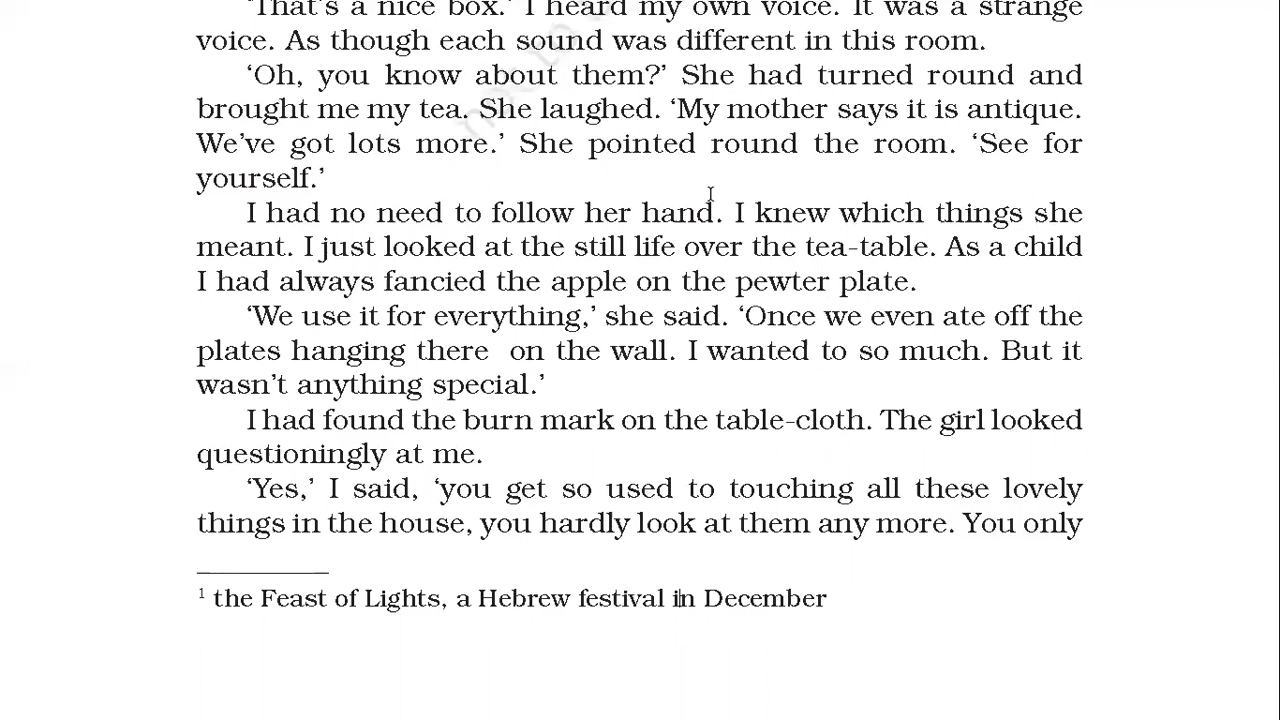 ‘That’s a nice box.’ I heard my own voice. It was a strange
voice. As though each sound was different in this room.
‘Oh, you know about them?’ She had turned round and
brought me my tea. She laughed. ‘My mother says it is antique.
We’ve got lots more.’ She pointed round the room. ‘See for
yourself.’
I had no need to follow her hand. I knew which things she
meant. I just looked at the still life over the tea-table. As a child
I had always fancied the apple on the pewter plate.
‘We use it for everything,’ she said. ‘Once we even ate off the
plates hanging there on the wall. I wanted to so much. But it
wasn’t anything special.’
I had found the burn mark on the table-cloth. The girl looked
questioningly at me.
‘Yes,’ I said, ‘you get so used to touching all these lovely
things in the house, you hardly look at them any more. You only
1 the Feast of Lights, a Hebrew festival in December